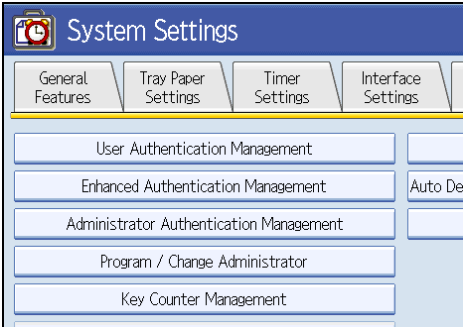 System Settings
General
Features
Tray Paper
Settings
Timer
Settings
Interface
Settings
User Authentication Management
Enhanced Authentication Management
Auto De
Administrator Authentication Management
Program / Change Administrator
Key Counter Management